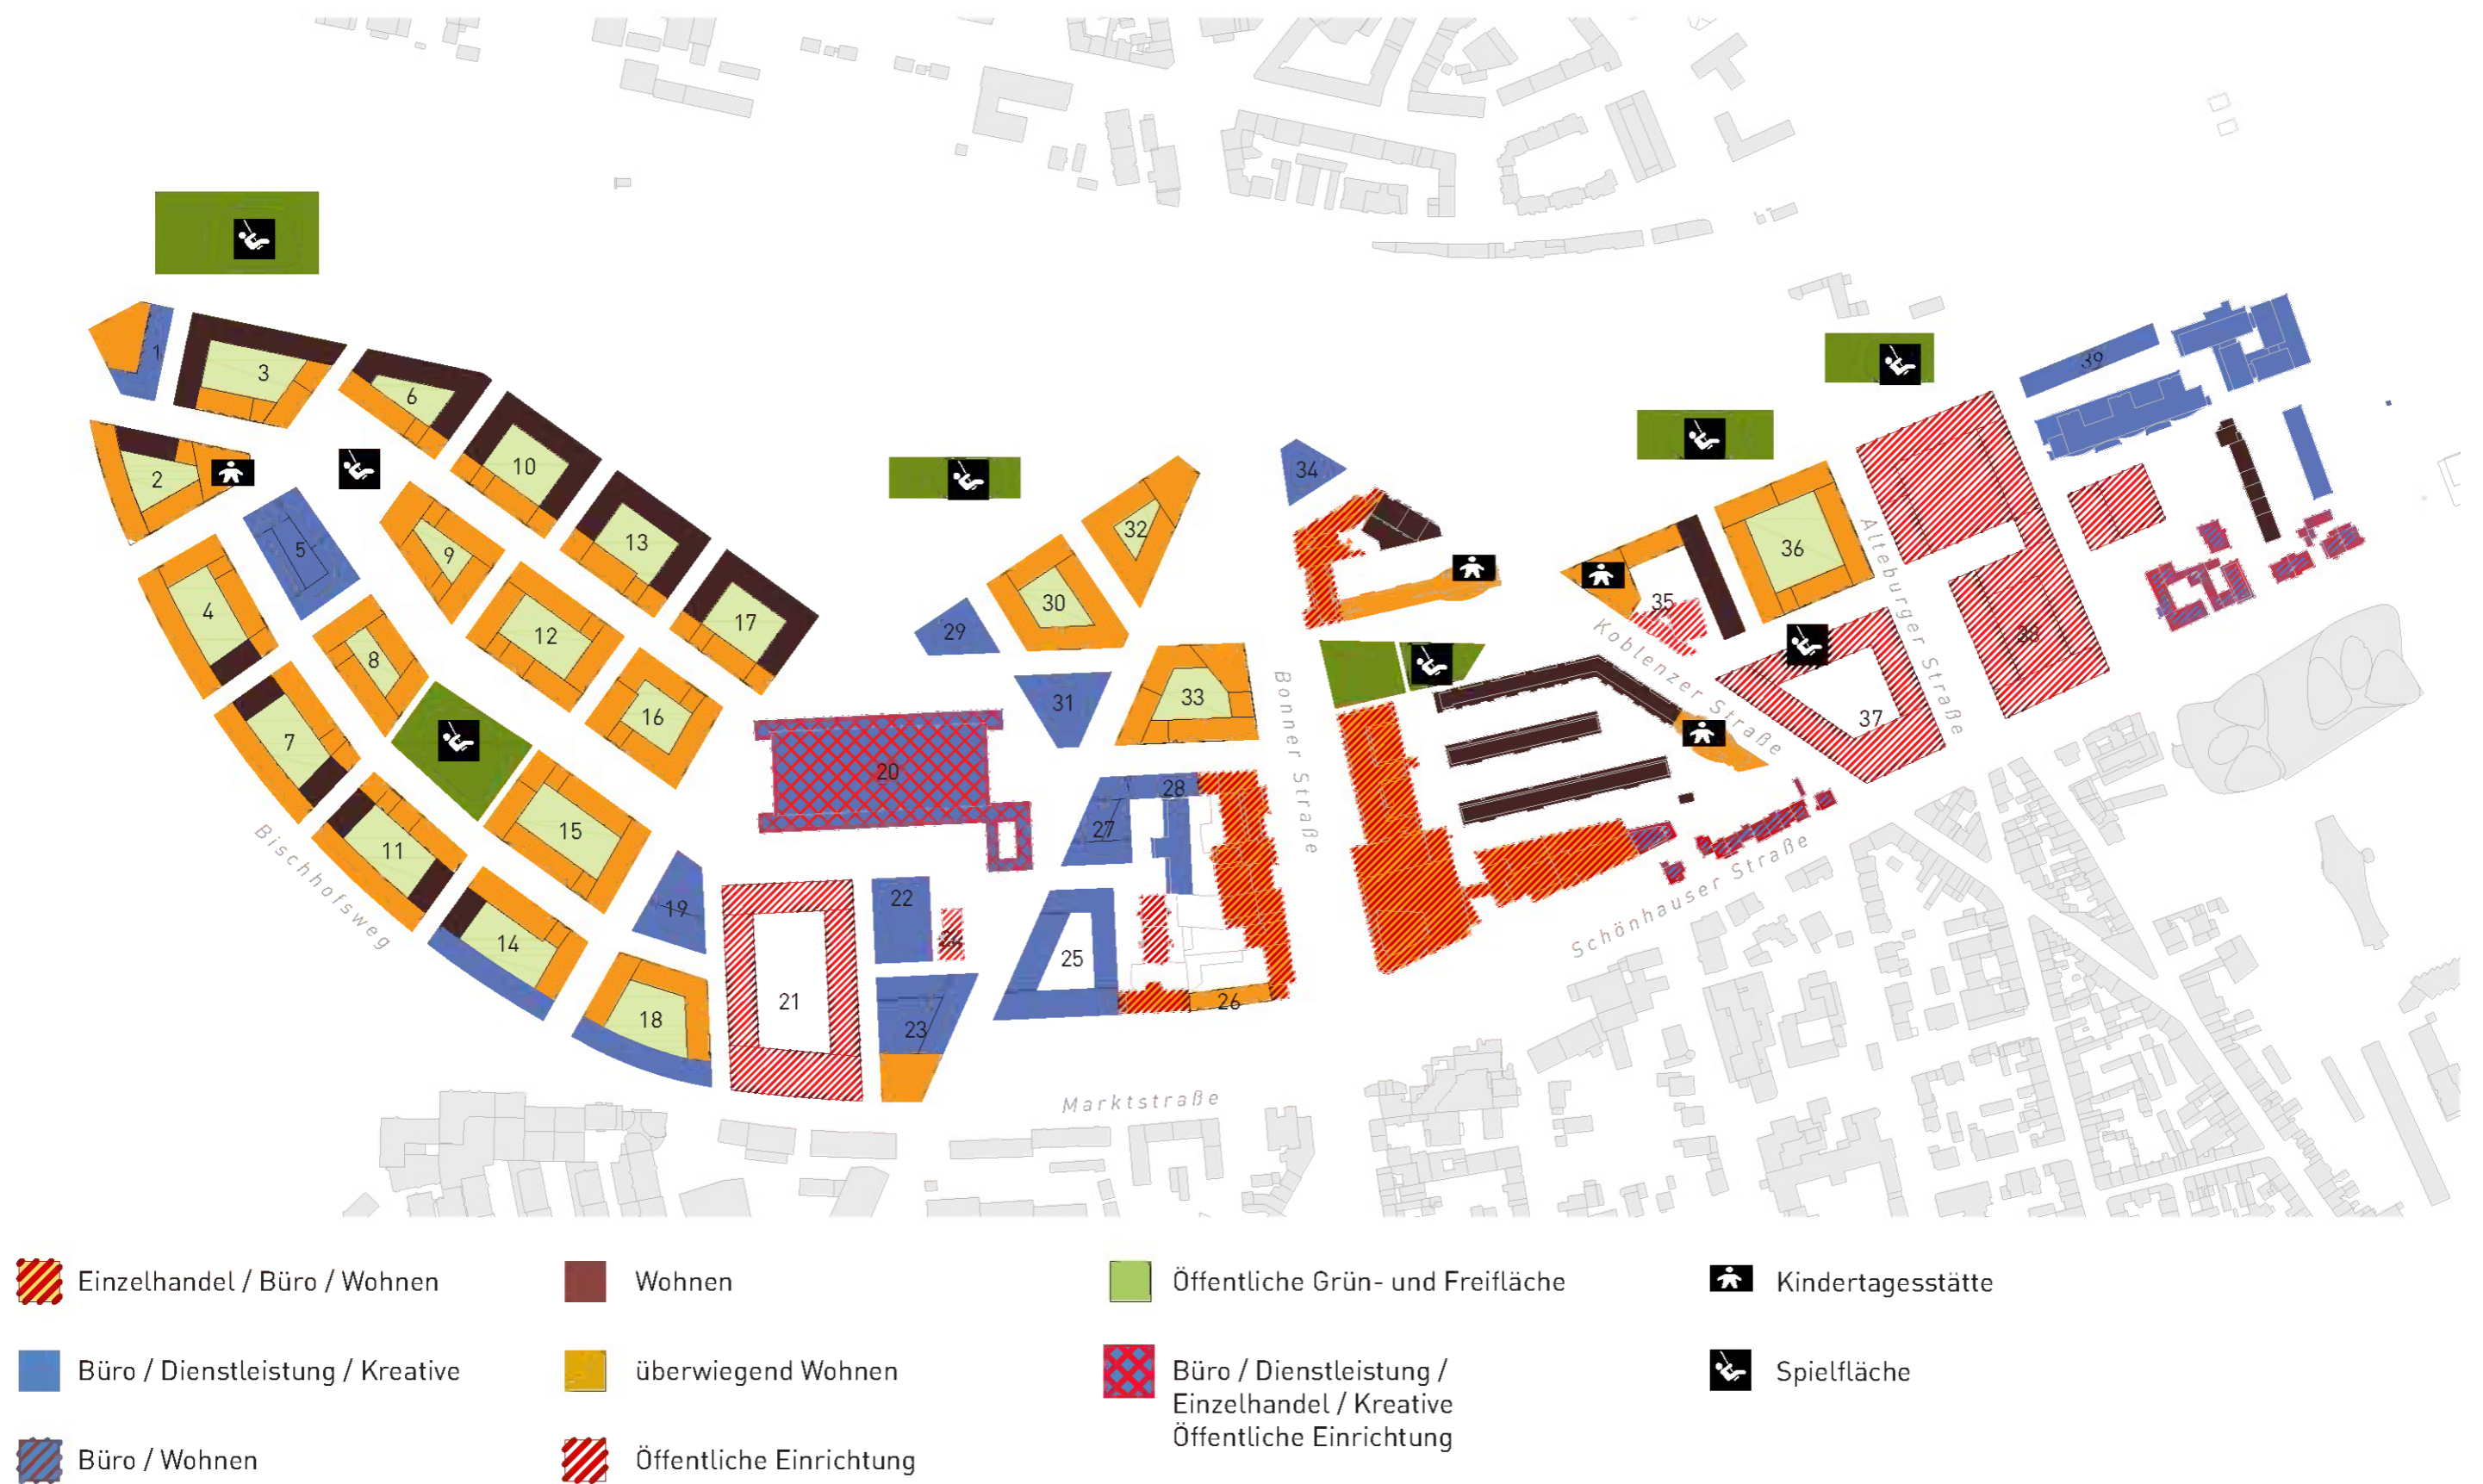 1
3
6
2
10
5
13
9
4
12
17
8
16
7
15
11
14
19
18
20
21
22
24
23
25
26
27
28
29
30
31
32
33
34
35
36
37
38
39
Bischhofsweg
Marktstraße
Bonner Straße
Koblenzer Straße
Alteburger Straße
Schönhauser Straße
Einzelhandel / Büro / Wohnen
Büro / Dienstleistung / Kreative
Büro / Wohnen
Wohnen
überwiegend Wohnen
Öffentliche Einrichtung
Öffentliche Grün- und Freifläche
Büro / Dienstleistung /
Einzelhandel / Kreative
Öffentliche Einrichtung
Kindertagesstätte
Spielfläche